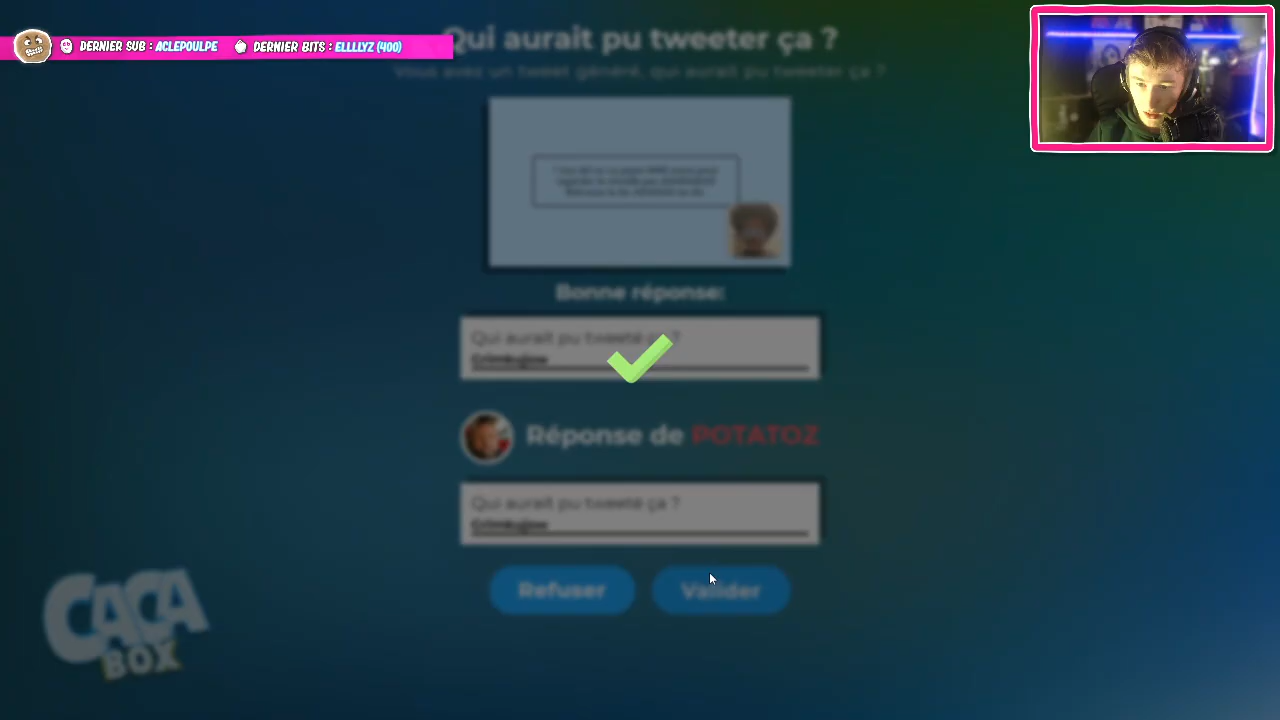 DERNIER SUB : ACLEPOULPE DERNIER BITS : ELLLLYZ (400)
Qui aurait pu tweeter ça ?
Vous avez un tweet généré, qui aurait pu tweeter ça ?
Bonne réponse:
Qui aurait pu tweeté ça ?
Réponse de POTATOZ
Qui aurait pu tweeté ça ?
Refuser Valider
CACA
BOX